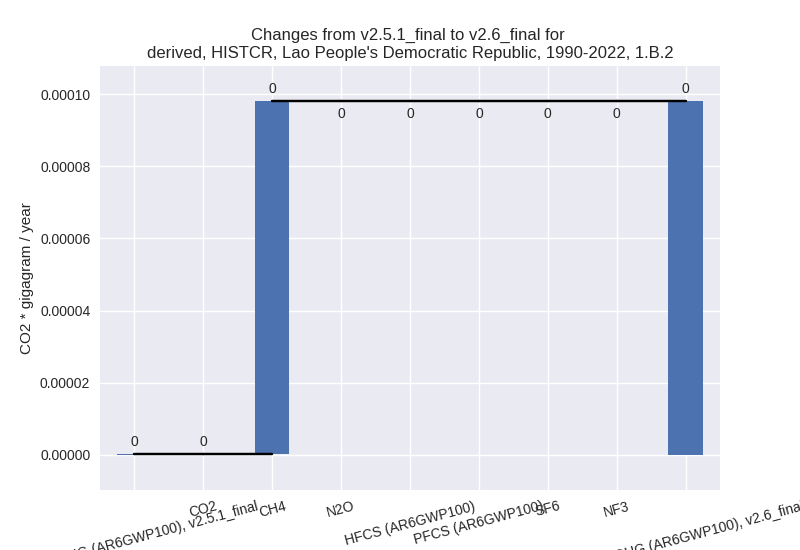 Changes from v2.5.1_final to v2.6_final for
derived, HISTCR, Lao People's Democratic Republic, 1990-2022, 1.B.2
CO2 * gigagram / year
0.00010
0.00008
0.00006
0.00004
0.00002
0.00000
0
0
0
0
0
0
0
0
0
(AR6GWP100), v2.5.1_final
CO2
CH4
N2O
HFCS (AR6GWP100)
PFCS (AR6GWP100)
SF6
NF3
(AR6GWP100), v2.6_final